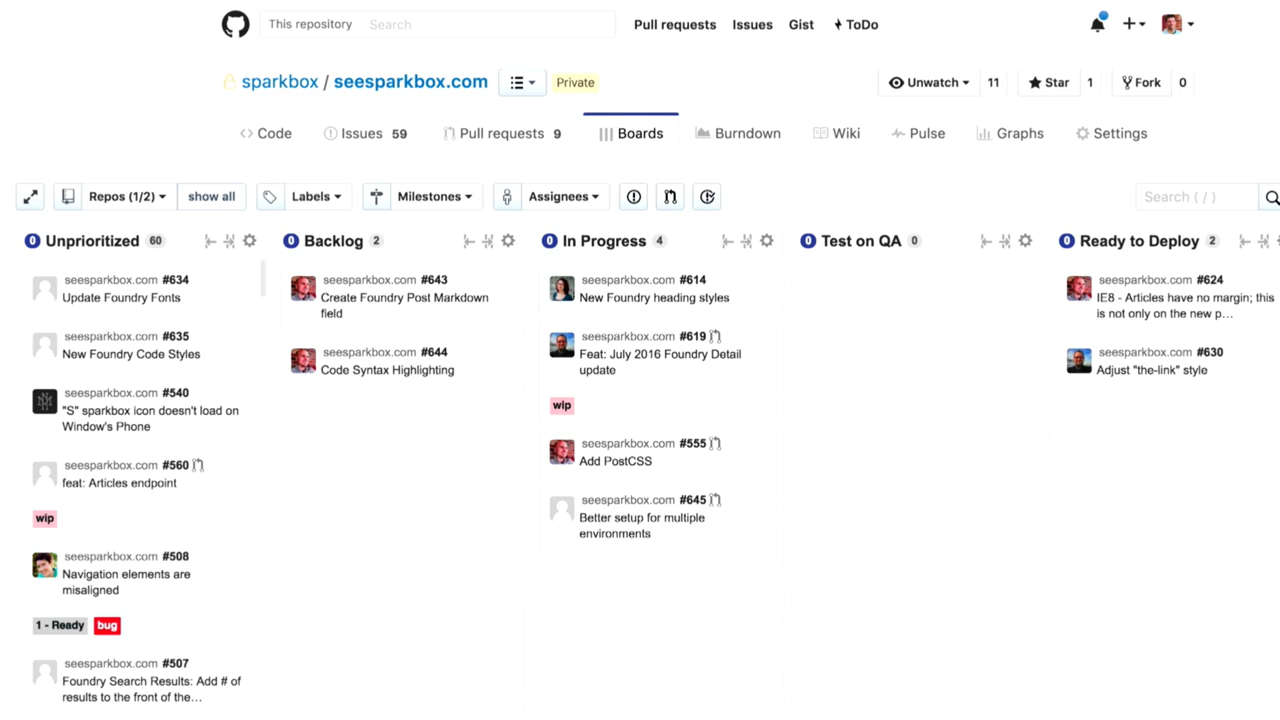 This repository Search Pull requests Issues Gist ToDo
sparkbox / seesparkbox.com Private Unwatch 11 Star 1 Fork 0
Code Issues 59 Pull requests 9 Boards Burndown Wiki Pulse Graphs Settings
Repos (1/2) show all Labels Milestones Assignees Search ( / )
0 Unprioritized 60
seesparkbox.com #634
Update Foundry Fonts
seesparkbox.com #635
New Foundry Code Styles
seesparkbox.com #540
"S" sparkbox icon doesn't load on
Window's Phone
seesparkbox.com #560
feat: Articles endpoint
wip
seesparkbox.com #508
Navigation elements are
misaligned
1 - Ready bug
seesparkbox.com #507
Foundry Search Results: Add # of
results to the front of the…
0 Backlog 2
seesparkbox.com #643
Create Foundry Post Markdown
field
seesparkbox.com #644
Code Syntax Highlighting
0 In Progress 4
seesparkbox.com #614
New Foundry heading styles
seesparkbox.com #619
Feat: July 2016 Foundry Detail
update
wip
seesparkbox.com #555
Add PostCSS
seesparkbox.com #645
Better setup for multiple
environments
0 Test on QA 0
0 Ready to Deploy 2
seesparkbox.com #624
IE8 - Articles have no margin; this
is not only on the new p…
seesparkbox.com #630
Adjust "the-link" style